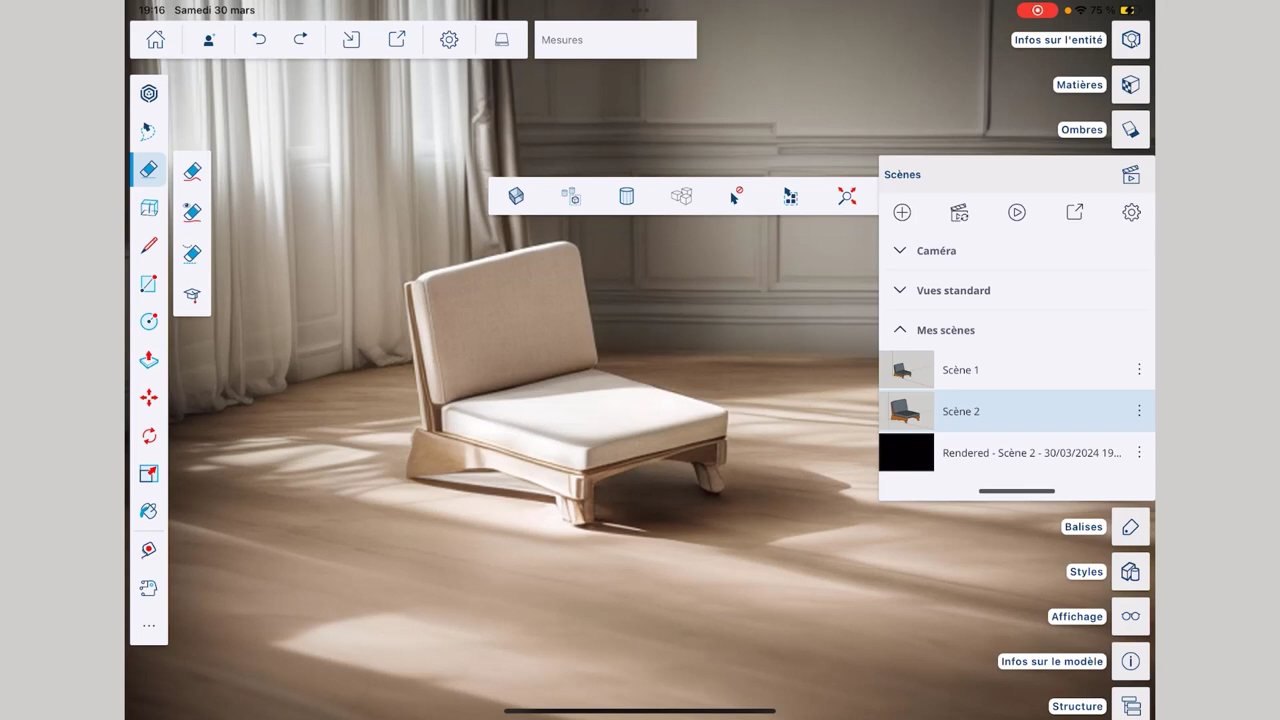 19:16 Samedi 30 mars
75 %
Mesures
Infos sur l'entité
Matières
Ombres
Scènes
Caméra
Vues standard
Mes scènes
Scène 1
Scène 2
Rendered - Scène 2 - 30/03/2024 19...
Balises
Styles
Affichage
Infos sur le modèle
Structure